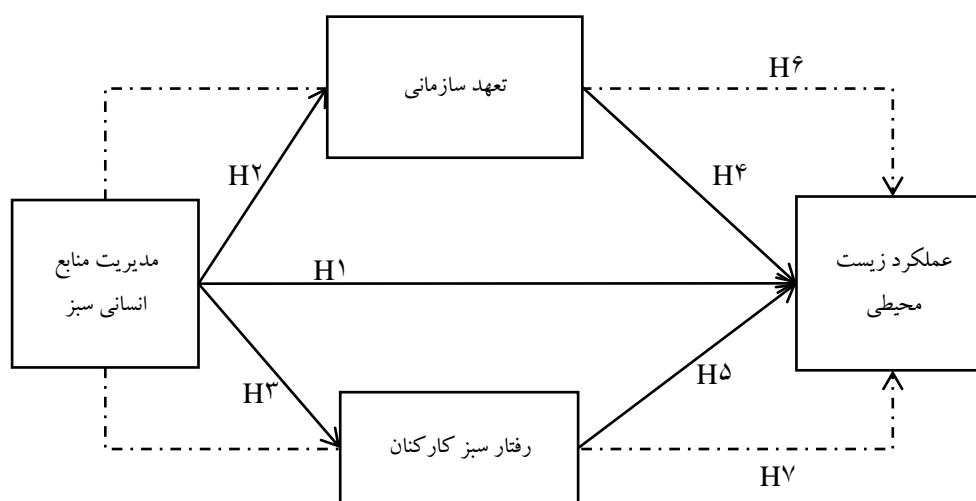 تعهد سازمانی
H۶
H۲
H۴
مدیریت منابع
انسانی سبز
H۱
عملکرد زیست
محیطی
H۳
H۵
رفتار سبز کارکنان
H۷